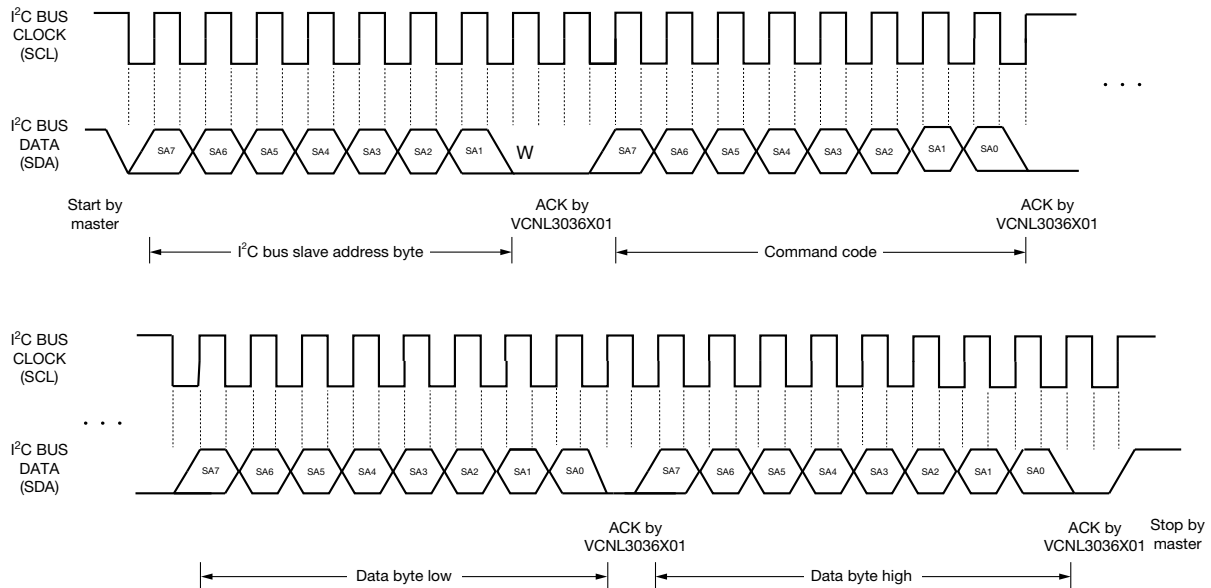 I²C BUS
CLOCK
(SCL)
. . .
I²C BUS
DATA
(SDA)
SA7 SA6 SA5 SA4 SA3 SA2 SA1 W SA7 SA6 SA5 SA4 SA3 SA2 SA1 SA0
Start by
master
ACK by
VCNL3036X01
ACK by
VCNL3036X01
I²C bus slave address byte
Command code
I²C BUS
CLOCK
(SCL)
. . .
I²C BUS
DATA
(SDA)
SA7 SA6 SA5 SA4 SA3 SA2 SA1 SA0 SA7 SA6 SA5 SA4 SA3 SA2 SA1 SA0
ACK by
VCNL3036X01
ACK by
VCNL3036X01
Stop by
master
Data byte low
Data byte high